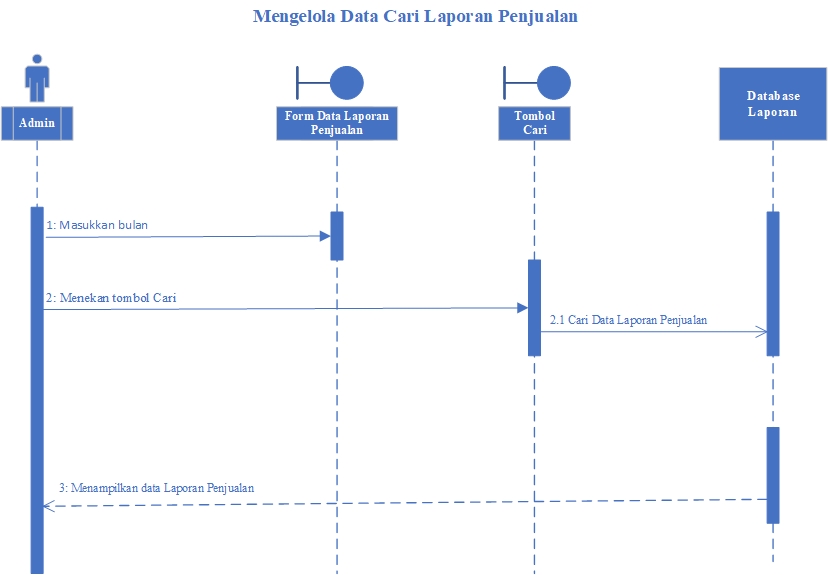 Mengelola Data Cari Laporan Penjualan
Admin
Form Data Laporan
Penjualan
Tombol
Cari
Database
Laporan
1: Masukkan bulan
2: Menekan tombol Cari
2.1 Cari Data Laporan Penjualan
3: Menampilkan data Laporan Penjualan